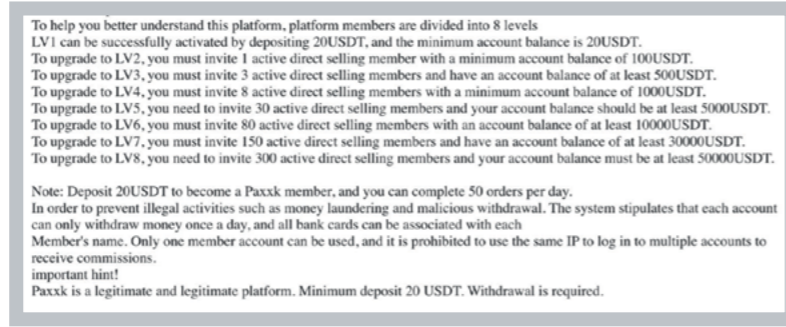 To help you better understand this platform, platform members are divided into 8 levels
LV1 can be successfully activated by depositing 20USDT, and the minimum account balance is 20USDT.
To upgrade to LV2, you must invite 1 active direct selling member with a minimum account balance of 100USDT.
To upgrade to LV3, you must invite 3 active direct selling members and have an account balance of at least 500USDT.
To upgrade to LV4, you must invite 8 active direct selling members with a minimum account balance of 1000USDT.
To upgrade to LV5, you need to invite 30 active direct selling members and your account balance should be at least 5000USDT.
To upgrade to LV6, you must invite 80 active direct selling members with an account balance of at least 10000USDT.
To upgrade to LV7, you must invite 150 active direct selling members and have an account balance of at least 30000USDT.
To upgrade to LV8, you need to invite 300 active direct selling members and your account balance must be at least 50000USDT.
Note: Deposit 20USDT to become a Paxxk member, and you can complete 50 orders per day.
In order to prevent illegal activities such as money laundering and malicious withdrawal. The system stipulates that each account
can only withdraw money once a day, and all bank cards can be associated with each
Member's name. Only one member account can be used, and it is prohibited to use the same IP to log in to multiple accounts to
receive commissions.
important hint!
Paxxk is a legitimate and legitimate platform. Minimum deposit 20 USDT. Withdrawal is required.